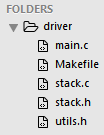 FOLDERS
driver
main.c
Makefile
stack.c
stack.h
utils.h